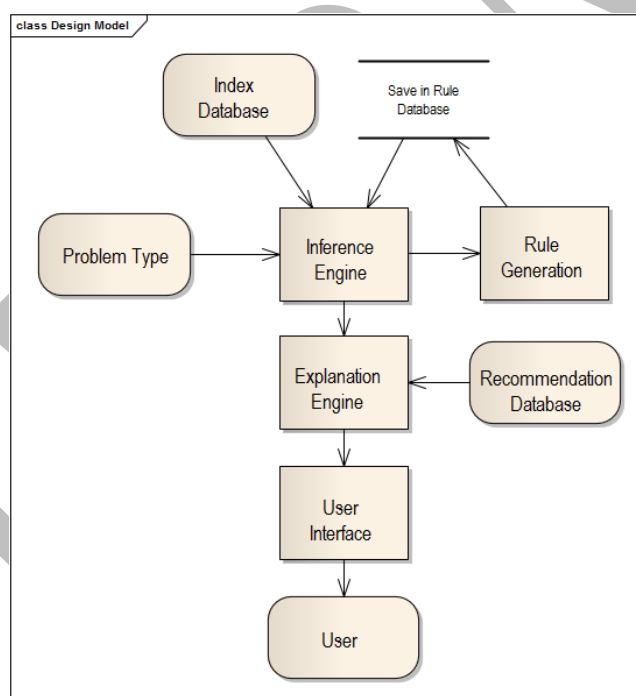 class Design Model
Index
Database
Save in Rule
Database
Problem Type
Inference
Engine
Rule
Generation
Explanation
Engine
Recommendation
Database
User
Interface
User